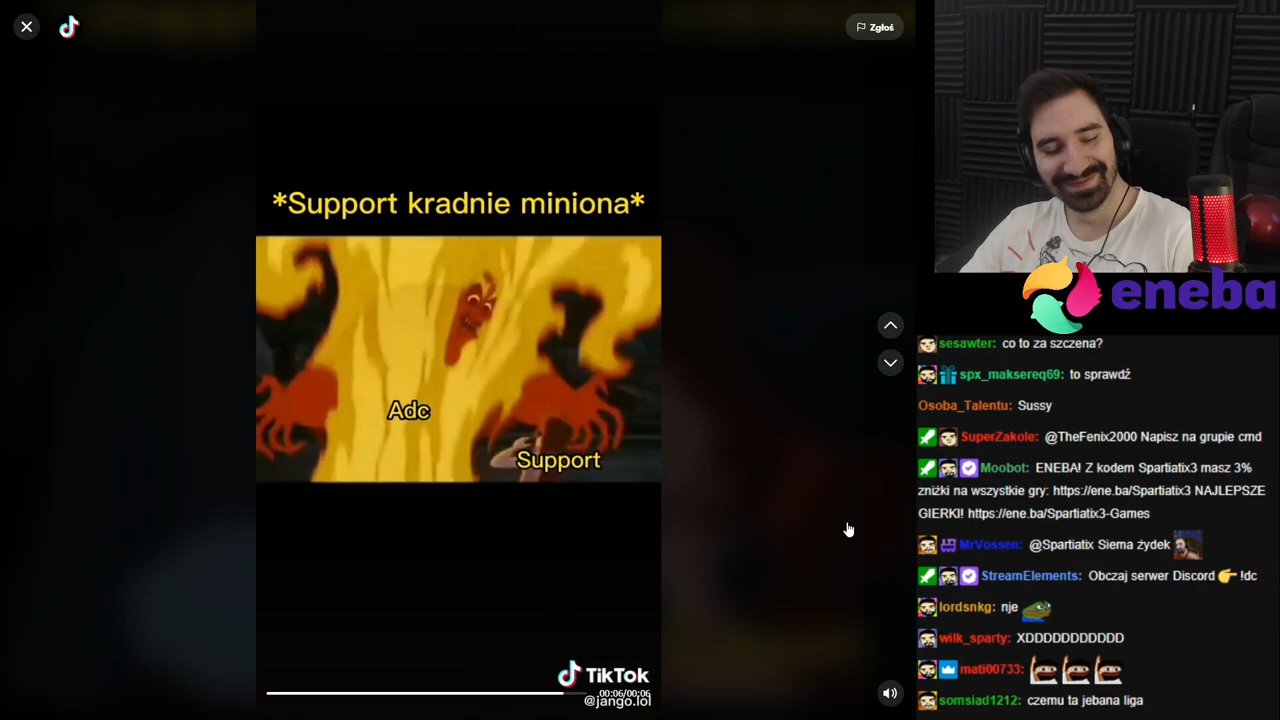 Zgłoś
*Support kradnie miniona*
Adc
Support
TikTok
00:06/00:06
@jango.lol
eneba
sesawter: co to za szczena?
spx_maksereq69: to sprawdź
Osoba_Talentu: Sussy
SuperZakole: @TheFenix2000 Napisz na grupie cmd
Moobot: ENEBA! Z kodem Spartiatix3 masz 3%
zniżki na wszystkie gry: https://ene.ba/Spartiatix3 NAJLEPSZE
GIERKI! https://ene.ba/Spartiatix3-Games
MrVossen: @Spartiatix Siema żydek
StreamElements: Obczaj serwer Discord 👉 !dc
lordsnkg: nje
wilk_sparty: XDDDDDDDDDDD
mati00733:
somsiad1212: czemu ta jebana liga